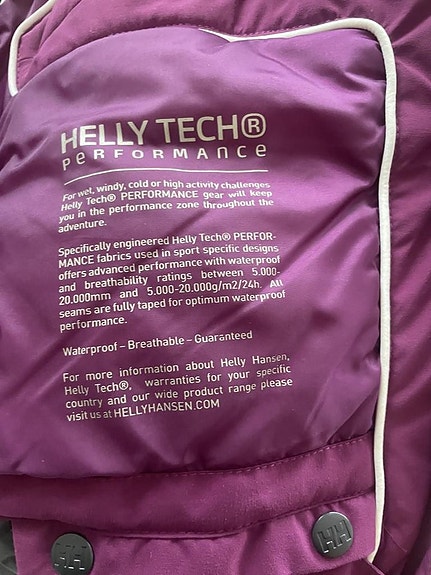 HELLY TECH®
PERFORMANCE
For wet, windy, cold or high activity challenges
Helly Tech® PERFORMANCE gear will keep
you in the performance zone throughout the
adventure.
Specifically engineered Helly Tech® PERFOR-
MANCE fabrics used in sport specific designs
offers advanced performance with waterproof
and breathability ratings between 5.000-
20.000mm and 5.000-20.000g/m2/24h. All
seams are fully taped for optimum waterproof
performance.
Waterproof – Breathable – Guaranteed
For more information about Helly Hansen,
Helly Tech®, warranties for your specific
country and our wide product range please
visit us at HELLYHANSEN.COM
HH
HH